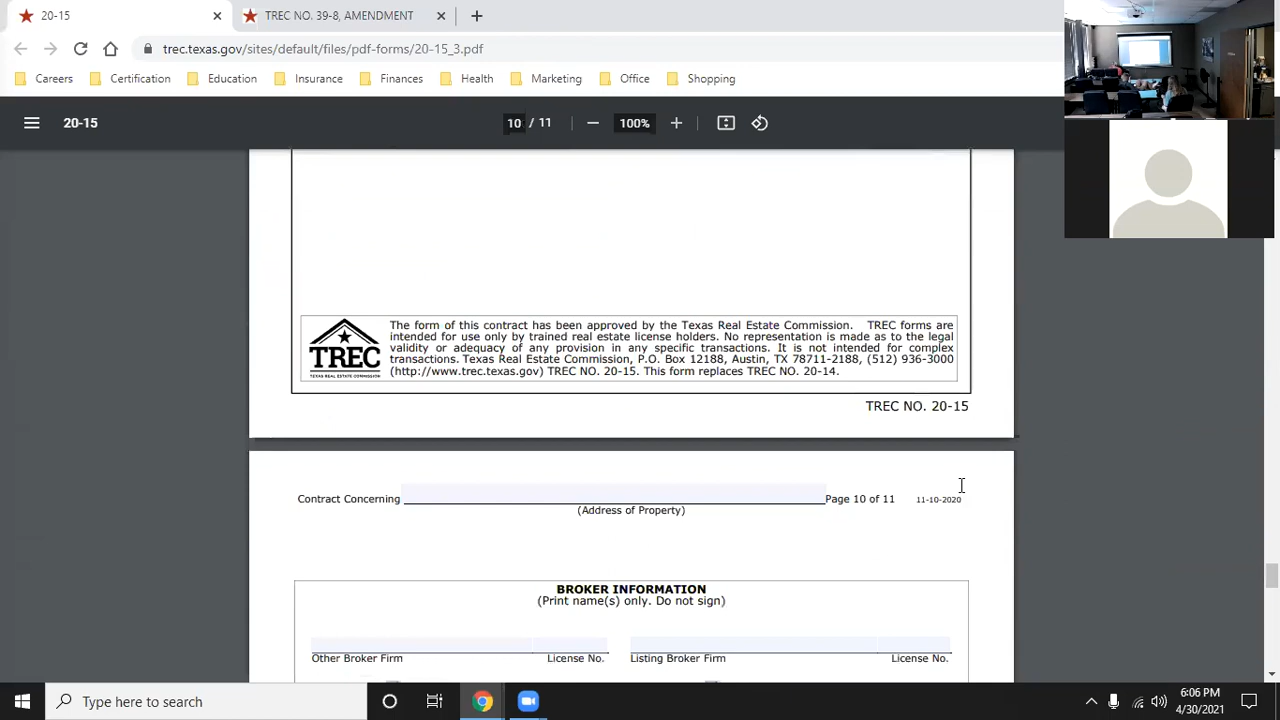 20-15
TREC NO. 39-8, AMENDMENT
trec.texas.gov/sites/default/files/pdf-forms/20-15_3.pdf
Careers Certification Education Insurance Finances Health Marketing Office Shopping
20-15 10 / 11 100%
The form of this contract has been approved by the Texas Real Estate Commission. TREC forms are
intended for use only by trained real estate license holders. No representation is made as to the legal
validity or adequacy of any provision in any specific transactions. It is not intended for complex
transactions. Texas Real Estate Commission, P.O. Box 12188, Austin, TX 78711-2188, (512) 936-3000
(http://www.trec.texas.gov) TREC NO. 20-15. This form replaces TREC NO. 20-14.
TREC
TEXAS REAL ESTATE COMMISSION
TREC NO. 20-15
Contract Concerning Page 10 of 11 11-10-2020
(Address of Property)
BROKER INFORMATION
(Print name(s) only. Do not sign)
Other Broker Firm License No. Listing Broker Firm License No.
Type here to search
6:06 PM
4/30/2021